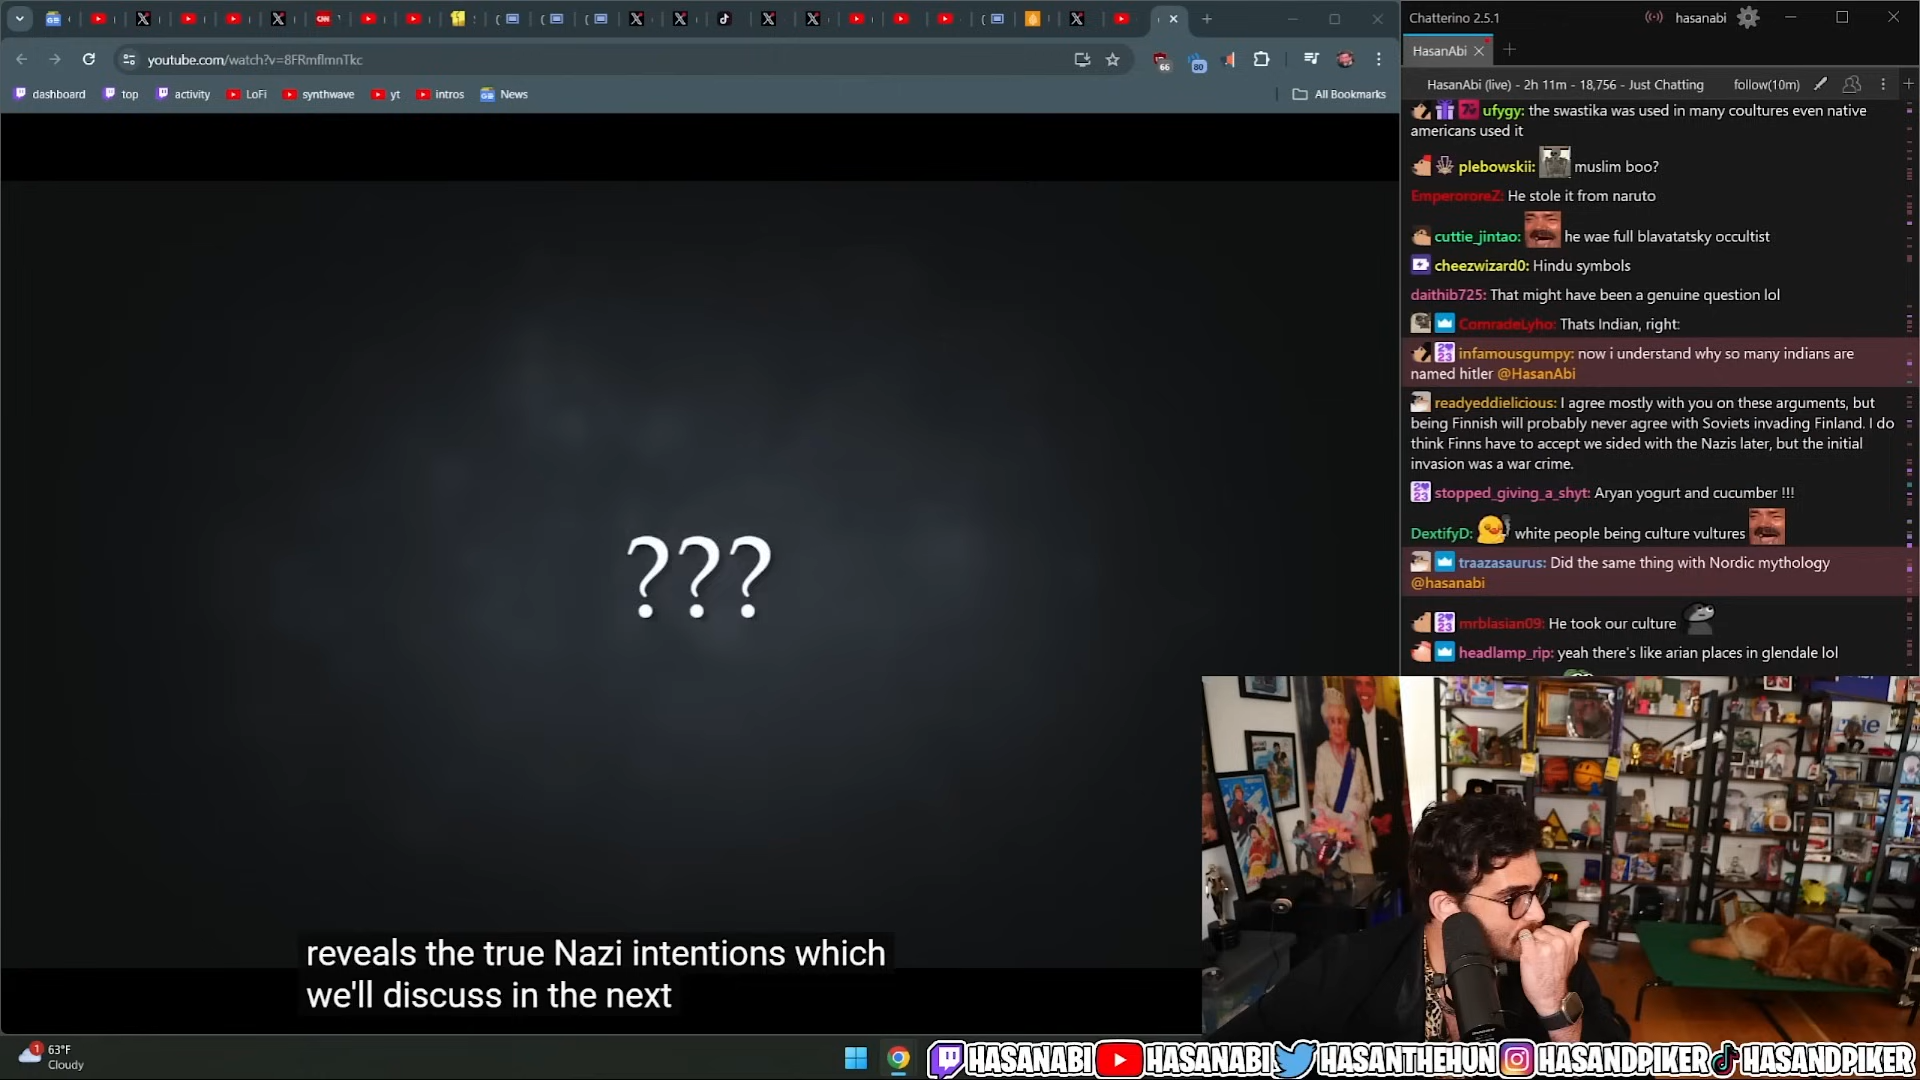 CNN
youtube.com/watch?v=8FRmflmnTkc
66
80
dashboard
top
activity
LoFi
synthwave
yt
intros
News
All Bookmarks
???
reveals the true Nazi intentions which
we'll discuss in the next
Chatterino 2.5.1
hasanabi
HasanAbi
HasanAbi (live) - 2h 11m - 18,756 - Just Chatting
follow(10m)
ufygy: the swastika was used in many coultures even native
americans used it
plebowskii: muslim boo?
EmperororeZ: He stole it from naruto
cuttie_jintao: he wae full blavatatsky occultist
cheezwizard0: Hindu symbols
daithib725: That might have been a genuine question lol
ComradeLyho: Thats Indian, right:
infamousgumpy: now i understand why so many indians are
named hitler @HasanAbi
readyeddielicious: I agree mostly with you on these arguments, but
being Finnish will probably never agree with Soviets invading Finland. I do
think Finns have to accept we sided with the Nazis later, but the initial
invasion was a war crime.
stopped_giving_a_shyt: Aryan yogurt and cucumber !!!
DextifyD: white people being culture vultures
traazasaurus: Did the same thing with Nordic mythology
@hasanabi
mrblasian09: He took our culture
headlamp_rip: yeah there's like arian places in glendale lol
1
63°F
Cloudy
HASANABI
HASANABI
HASANTHEHUN
HASANDPIKER
HASANDPIKER